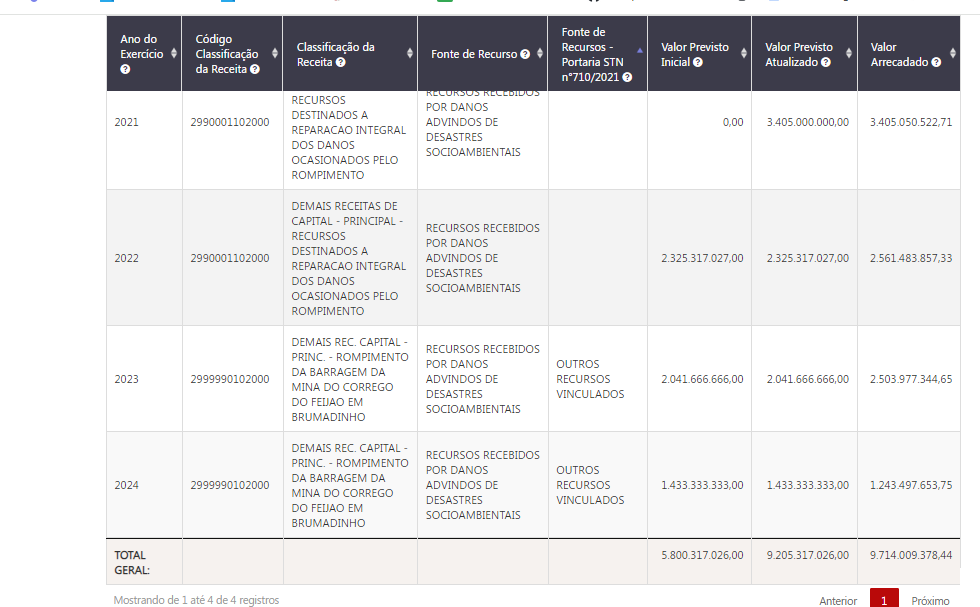 Ano do
Exercício
Código
Classificação
da Receita
Classificação da
Receita
Fonte de Recurso
Fonte de
Recursos -
Portaria STN
n°710/2021
Valor Previsto
Inicial
Valor Previsto
Atualizado
Valor
Arrecadado
2021
2990001102000
RECURSOS
DESTINADOS A
REPARACAO INTEGRAL
DOS DANOS
OCASIONADOS PELO
ROMPIMENTO
RECURSOS RECEBIDOS
POR DANOS
ADVINDOS DE
DESASTRES
SOCIOAMBIENTAIS
0,00
3.405.000.000,00
3.405.050.522,71
2022
2990001102000
DEMAIS RECEITAS DE
CAPITAL - PRINCIPAL -
RECURSOS
DESTINADOS A
REPARACAO INTEGRAL
DOS DANOS
OCASIONADOS PELO
ROMPIMENTO
RECURSOS RECEBIDOS
POR DANOS
ADVINDOS DE
DESASTRES
SOCIOAMBIENTAIS
2.325.317.027,00
2.325.317.027,00
2.561.483.857,33
2023
2999990102000
DEMAIS REC. CAPITAL -
PRINC. - ROMPIMENTO
DA BARRAGEM DA
MINA DO CORREGO
DO FEIJAO EM
BRUMADINHO
RECURSOS RECEBIDOS
POR DANOS
ADVINDOS DE
DESASTRES
SOCIOAMBIENTAIS
OUTROS
RECURSOS
VINCULADOS
2.041.666.666,00
2.041.666.666,00
2.503.977.344,65
2024
2999990102000
DEMAIS REC. CAPITAL -
PRINC. - ROMPIMENTO
DA BARRAGEM DA
MINA DO CORREGO
DO FEIJAO EM
BRUMADINHO
RECURSOS RECEBIDOS
POR DANOS
ADVINDOS DE
DESASTRES
SOCIOAMBIENTAIS
OUTROS
RECURSOS
VINCULADOS
1.433.333.333,00
1.433.333.333,00
1.243.497.653,75
TOTAL
GERAL:
5.800.317.026,00
9.205.317.026,00
9.714.009.378,44
Mostrando de 1 até 4 de 4 registros
Anterior
1
Próximo